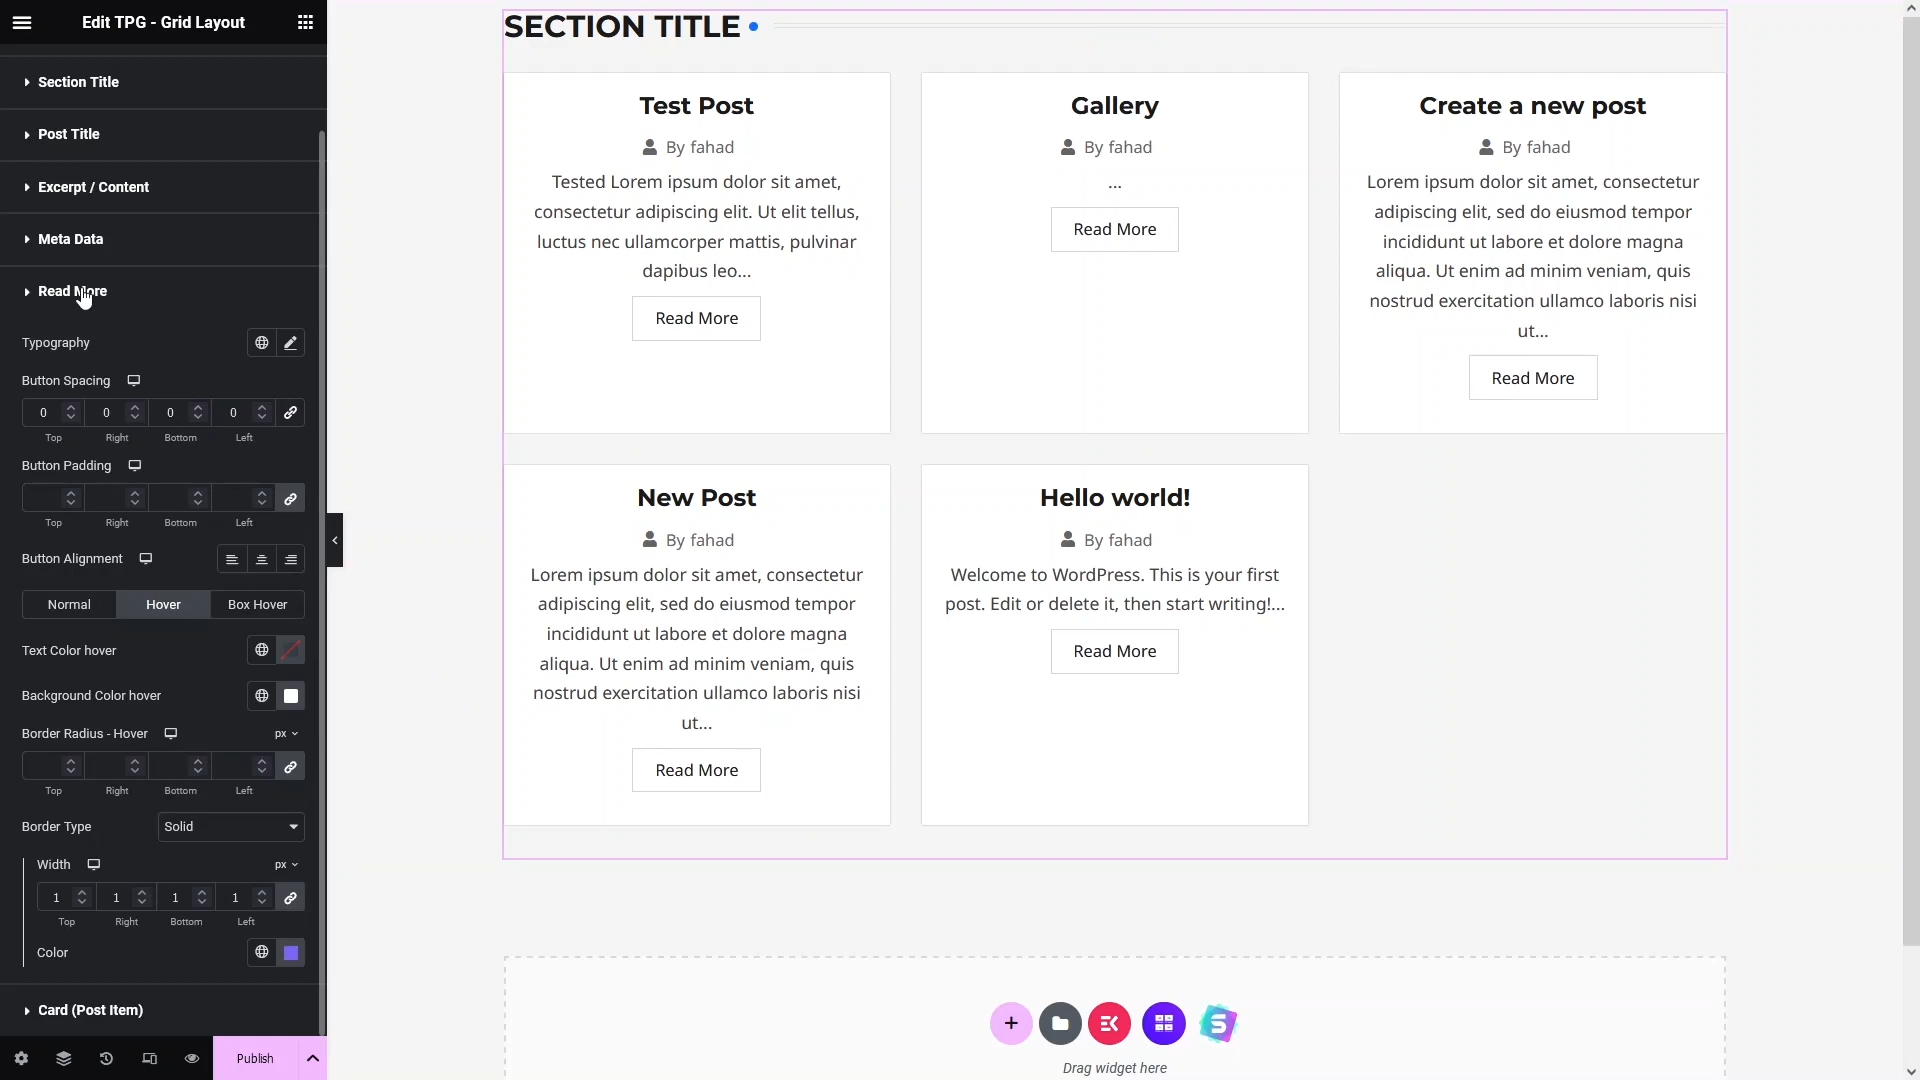 Edit TPG - Grid Layout
Section Title
Post Title
Excerpt / Content
Meta Data
Read More
Typography
Button Spacing
0 0 0 0
Top Right Bottom Left
Button Padding
Top Right Bottom Left
Button Alignment
Normal Hover Box Hover
Text Color hover
Background Color hover
Border Radius - Hover px
Top Right Bottom Left
Border Type Solid
Width px
1 1 1 1
Top Right Bottom Left
Color
Card (Post Item)
Publish
SECTION TITLE
Test Post
By fahad
Tested Lorem ipsum dolor sit amet,
consectetur adipiscing elit. Ut elit tellus,
luctus nec ullamcorper mattis, pulvinar
dapibus leo...
Read More
Gallery
By fahad
...
Read More
Create a new post
By fahad
Lorem ipsum dolor sit amet, consectetur
adipiscing elit, sed do eiusmod tempor
incididunt ut labore et dolore magna
aliqua. Ut enim ad minim veniam, quis
nostrud exercitation ullamco laboris nisi
ut...
Read More
New Post
By fahad
Lorem ipsum dolor sit amet, consectetur
adipiscing elit, sed do eiusmod tempor
incididunt ut labore et dolore magna
aliqua. Ut enim ad minim veniam, quis
nostrud exercitation ullamco laboris nisi
ut...
Read More
Hello world!
By fahad
Welcome to WordPress. This is your first
post. Edit or delete it, then start writing!...
Read More
Drag widget here